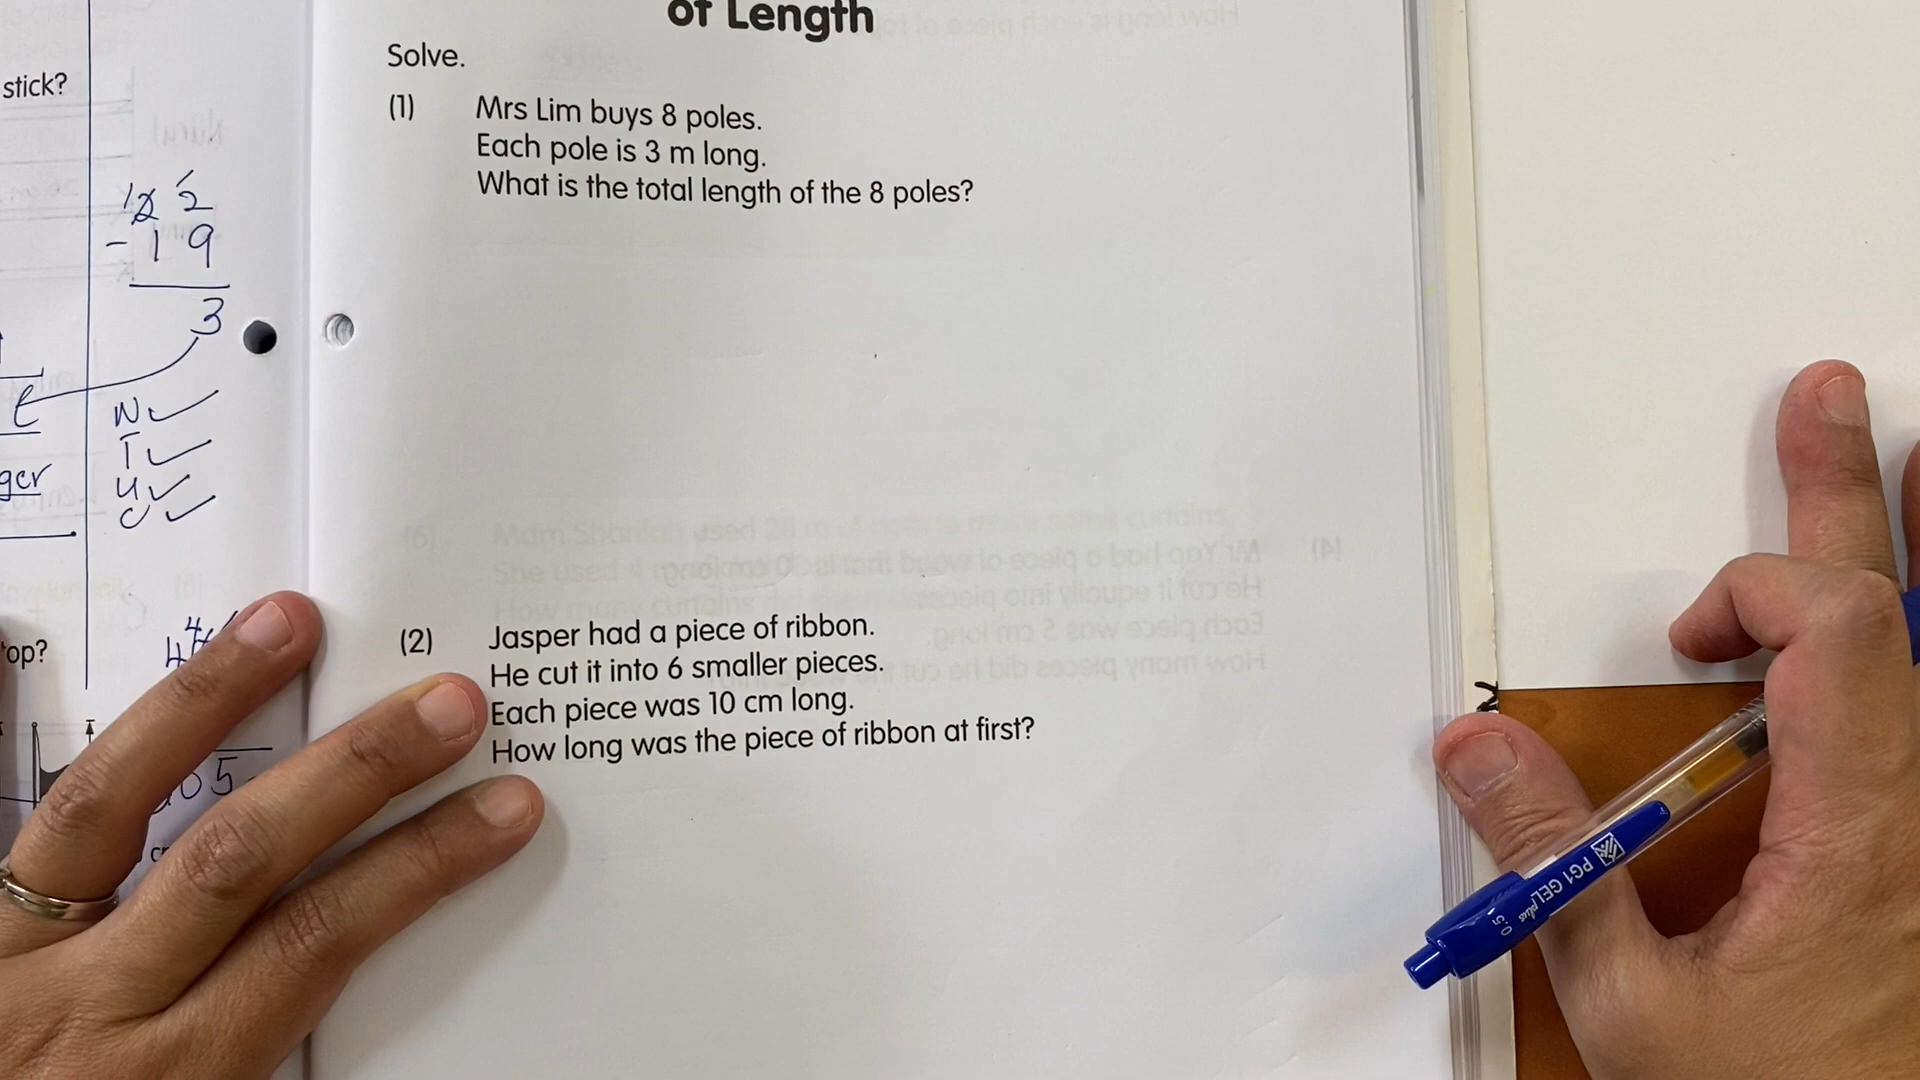 of Length
Solve.
(1) Mrs Lim buys 8 poles.
Each pole is 3 m long.
What is the total length of the 8 poles?
(2) Jasper had a piece of ribbon.
He cut it into 6 smaller pieces.
Each piece was 10 cm long.
How long was the piece of ribbon at first?
stick?
2 2
- 1 9
3
N
T
U
C
ger
PG1 GEL plus
0.5